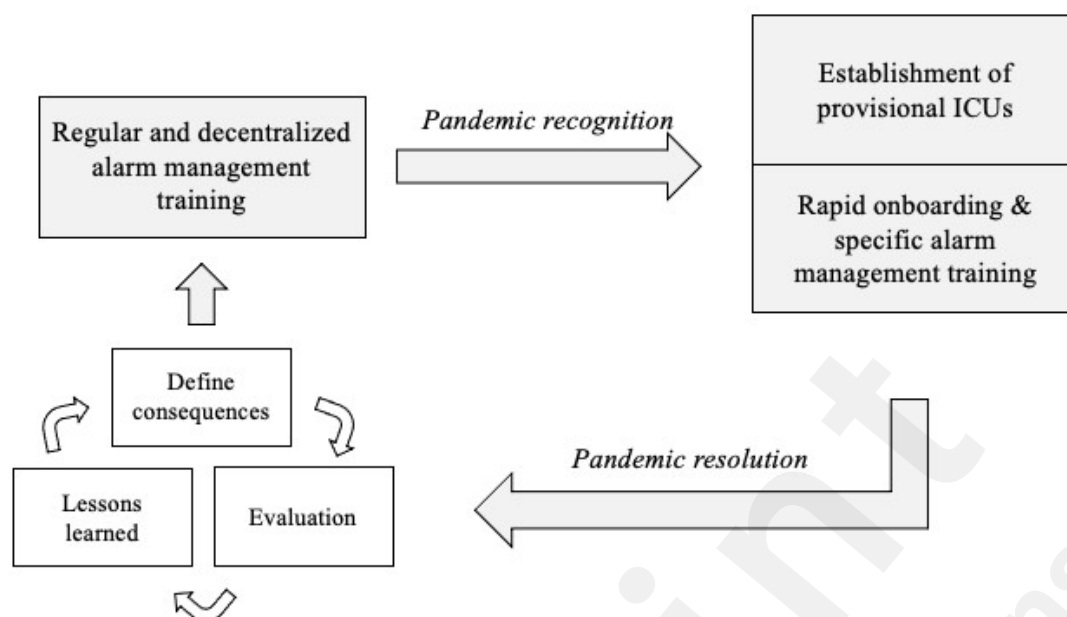 Regular and decentralized
alarm management
training
Pandemic recognition
Establishment of
provisional ICUs
Rapid onboarding &
specific alarm
management training
Define
consequences
Lessons
learned
Evaluation
Pandemic resolution